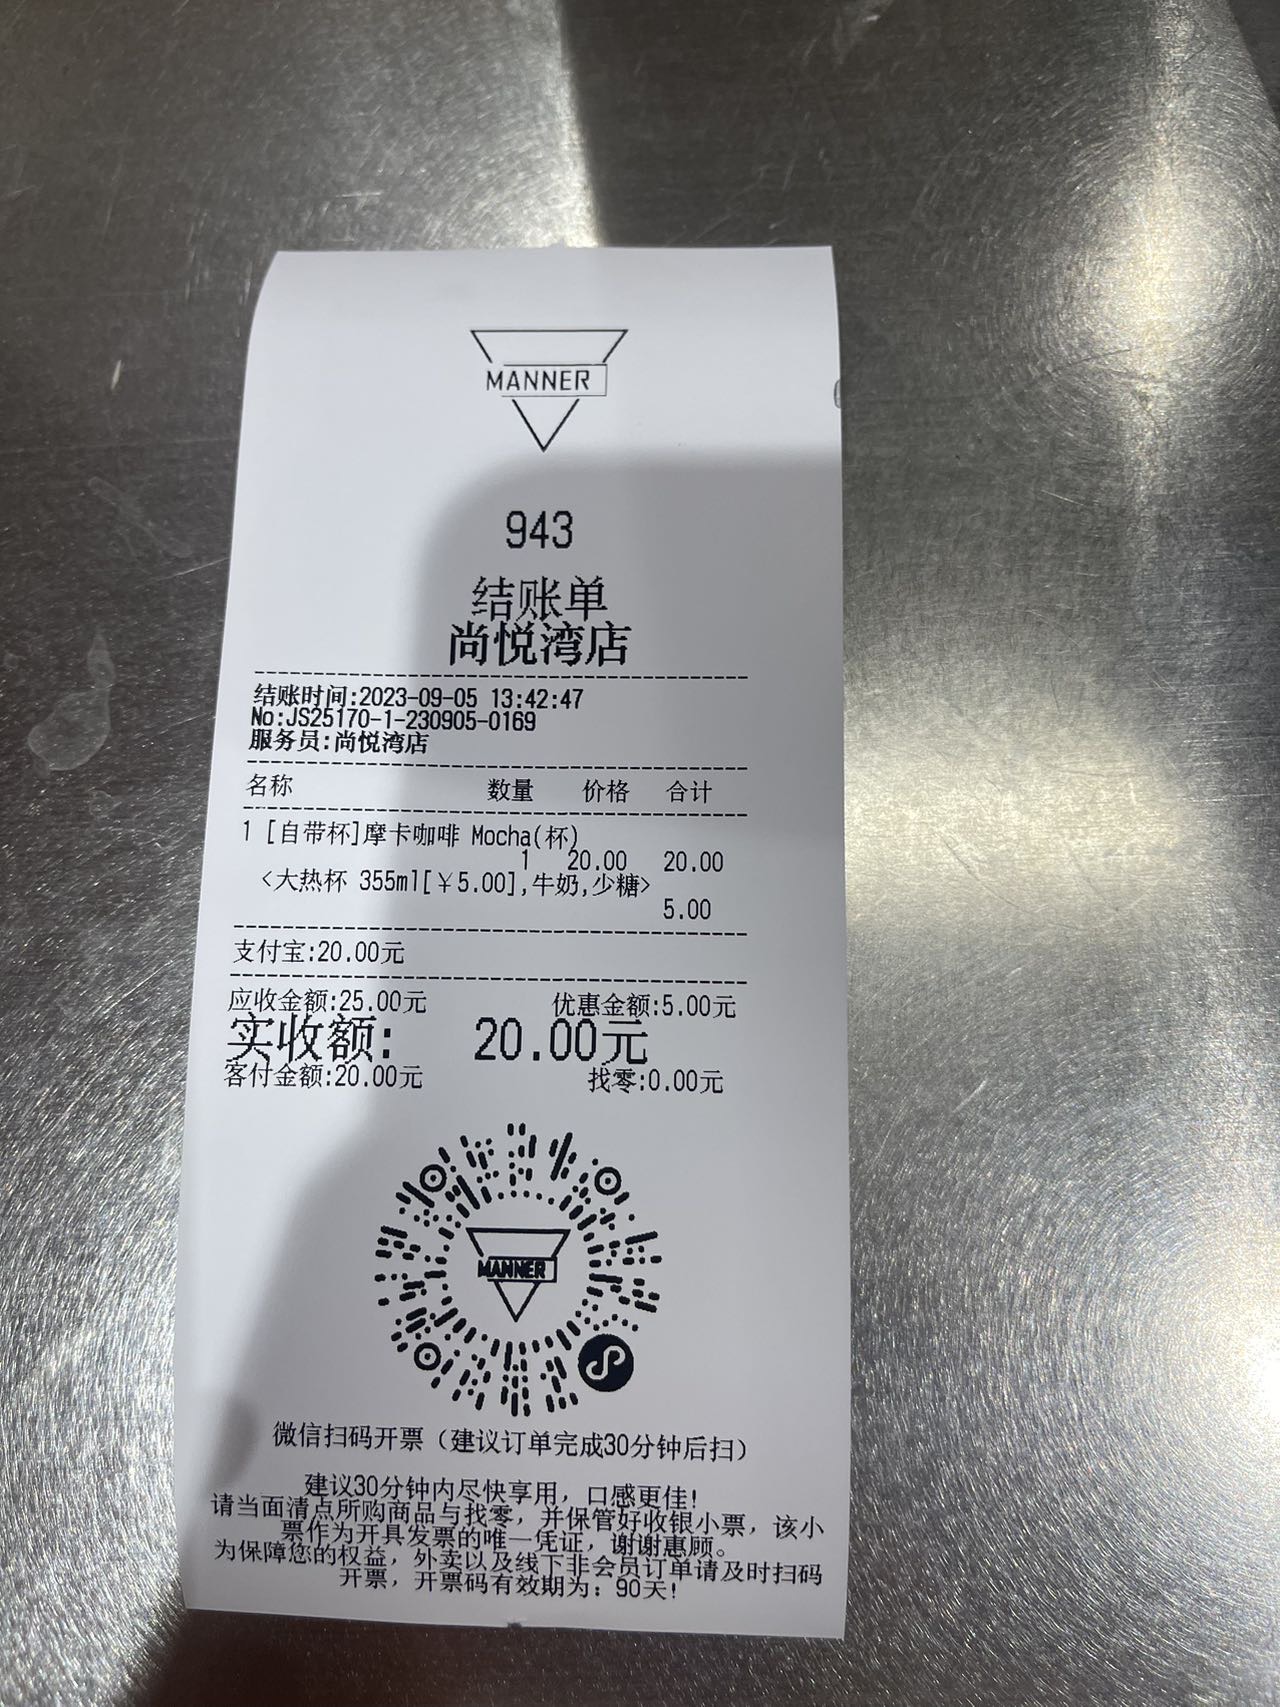 MANNER
943
结账单
尚悦湾店
结账时间:2023-09-05 13:42:47
No:JS25170-1-230905-0169
服务员:尚悦湾店
名称 数量 价格 合计
1 [自带杯]摩卡咖啡 Mocha(杯)
1 20.00 20.00
<大热杯 355ml[￥5.00],牛奶,少糖>
5.00
支付宝:20.00元
应收金额:25.00元 优惠金额:5.00元
实收额: 20.00元
客付金额:20.00元 找零:0.00元
MANNER
微信扫码开票（建议订单完成30分钟后扫）
建议30分钟内尽快享用，口感更佳!
请当面清点所购商品与找零，并保管好收银小票，该小
票作为开具发票的唯一凭证，谢谢惠顾。
为保障您的权益，外卖以及线下非会员订单请及时扫码
开票，开票码有效期为：90天!